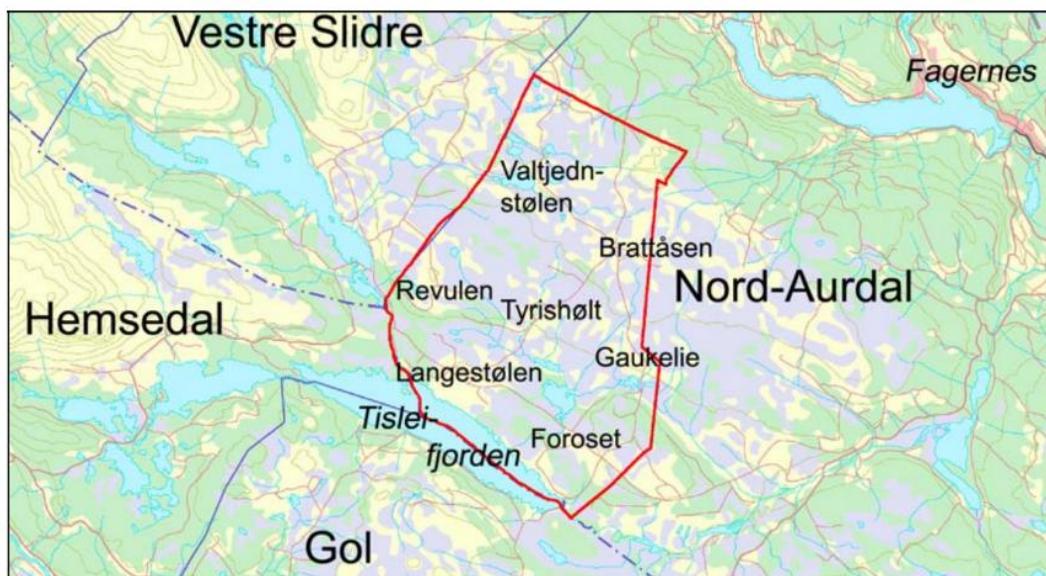 Vestre Slidre
Fagernes
Valtjedn-
stølen
Brattåsen
Revulen
Nord-Aurdal
Tyrishølt
Hemsedal
Gaukelie
Langestølen
Tislei-
fjorden
Foroset
Gol